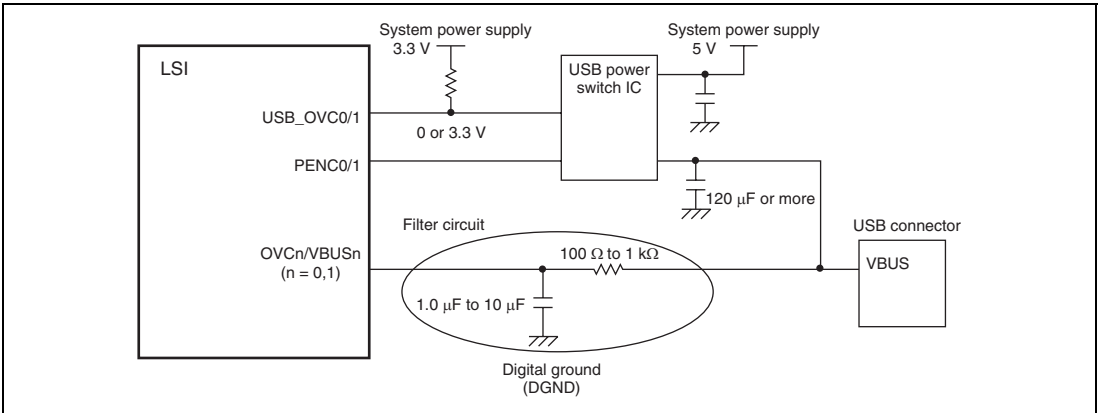 System power supply
3.3 V
System power supply
5 V
LSI
USB power
switch IC
USB_OVC0/1
0 or 3.3 V
PENC0/1
120 μF or more
Filter circuit
USB connector
OVCn/VBUSn
(n = 0,1)
100 Ω to 1 kΩ
VBUS
1.0 μF to 10 μF
Digital ground
(DGND)